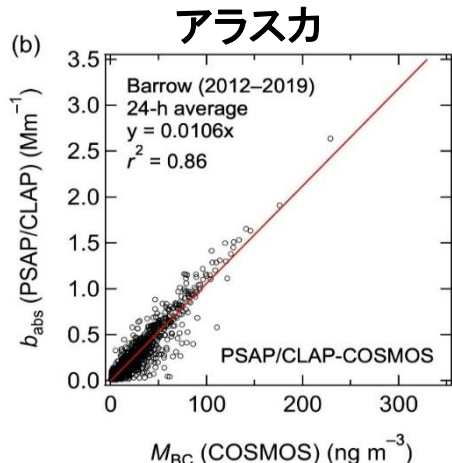 アラスカ
(b)
Barrow (2012–2019)
24-h average
y = 0.0106x
r² = 0.86
3.5
3.0
2.5
2.0
1.5
1.0
0.5
0.0
b_abs (PSAP/CLAP) (Mm⁻¹)
PSAP/CLAP-COSMOS
0 100 200 300
M_BC (COSMOS) (ng m⁻³)